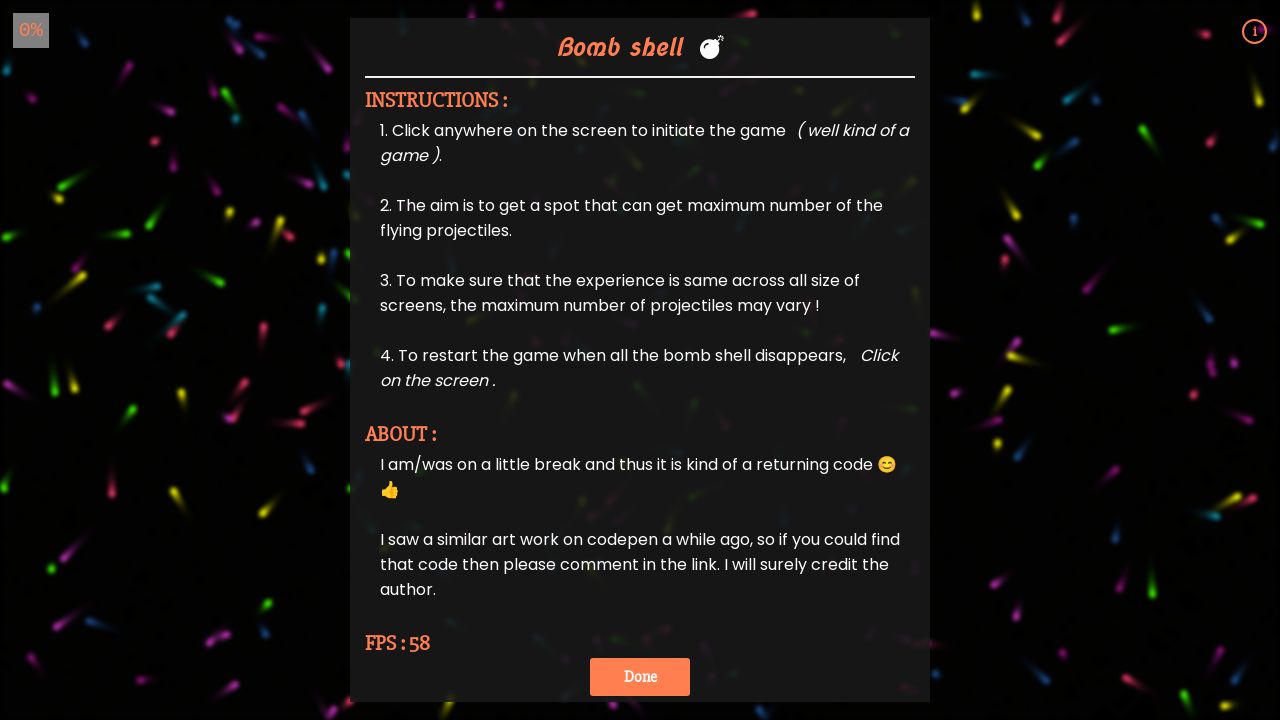 0%
i
Bomb shell 💣
INSTRUCTIONS :
1. Click anywhere on the screen to initiate the game ( well kind of a
game ).
2. The aim is to get a spot that can get maximum number of the
flying projectiles.
3. To make sure that the experience is same across all size of
screens, the maximum number of projectiles may vary !
4. To restart the game when all the bomb shell disappears, Click
on the screen .
ABOUT :
I am/was on a little break and thus it is kind of a returning code 😊
👍
I saw a similar art work on codepen a while ago, so if you could find
that code then please comment in the link. I will surely credit the
author.
FPS : 58
Done